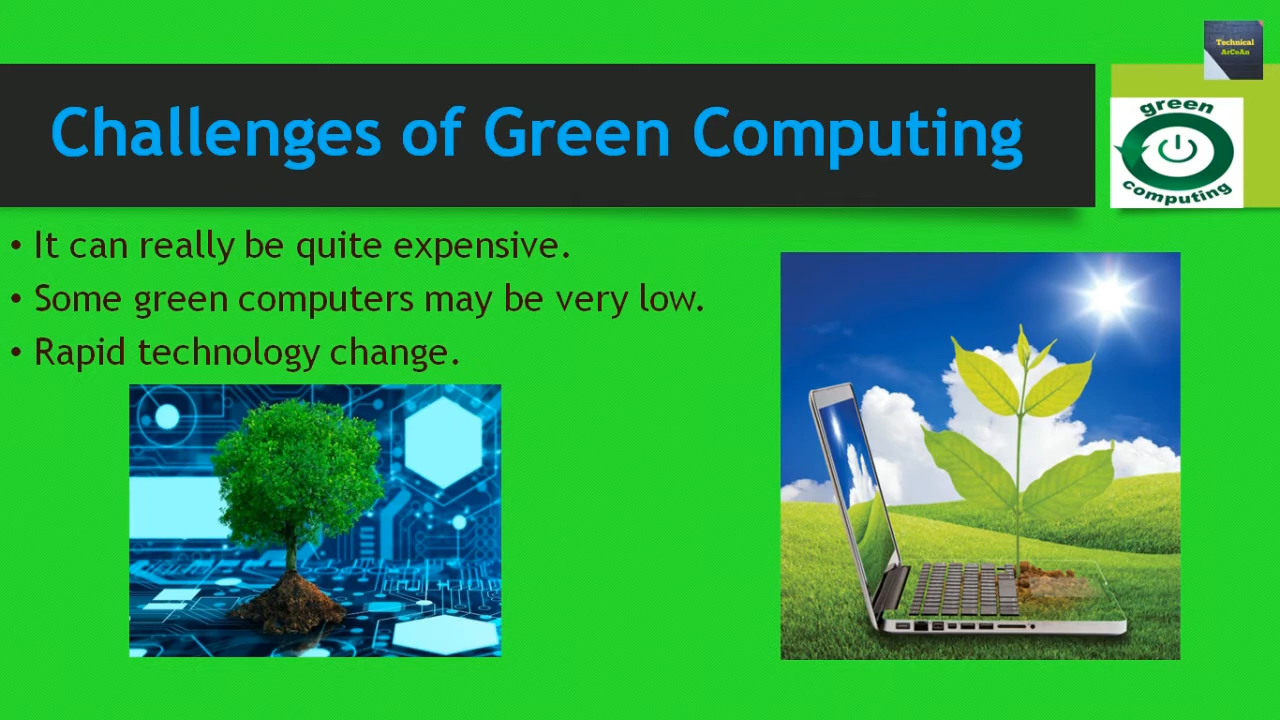 Technical
ArCoAn
Challenges of Green Computing
green
computing
• It can really be quite expensive.
• Some green computers may be very low.
• Rapid technology change.